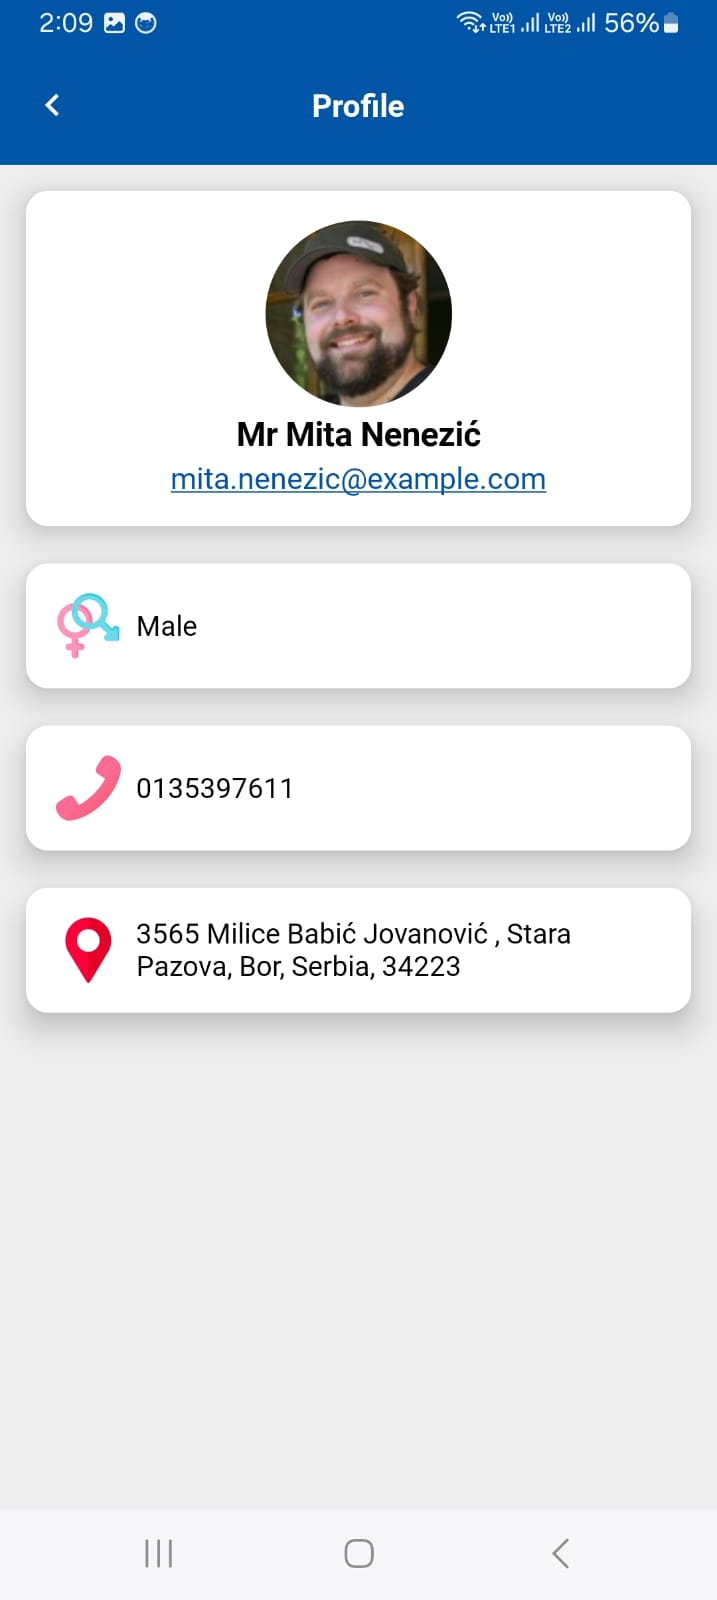 2:09 Vo)) LTE1 Vo)) LTE2 56%
Profile
Mr Mita Nenezić
mita.nenezic@example.com
Male
0135397611
3565 Milice Babić Jovanović , Stara
Pazova, Bor, Serbia, 34223